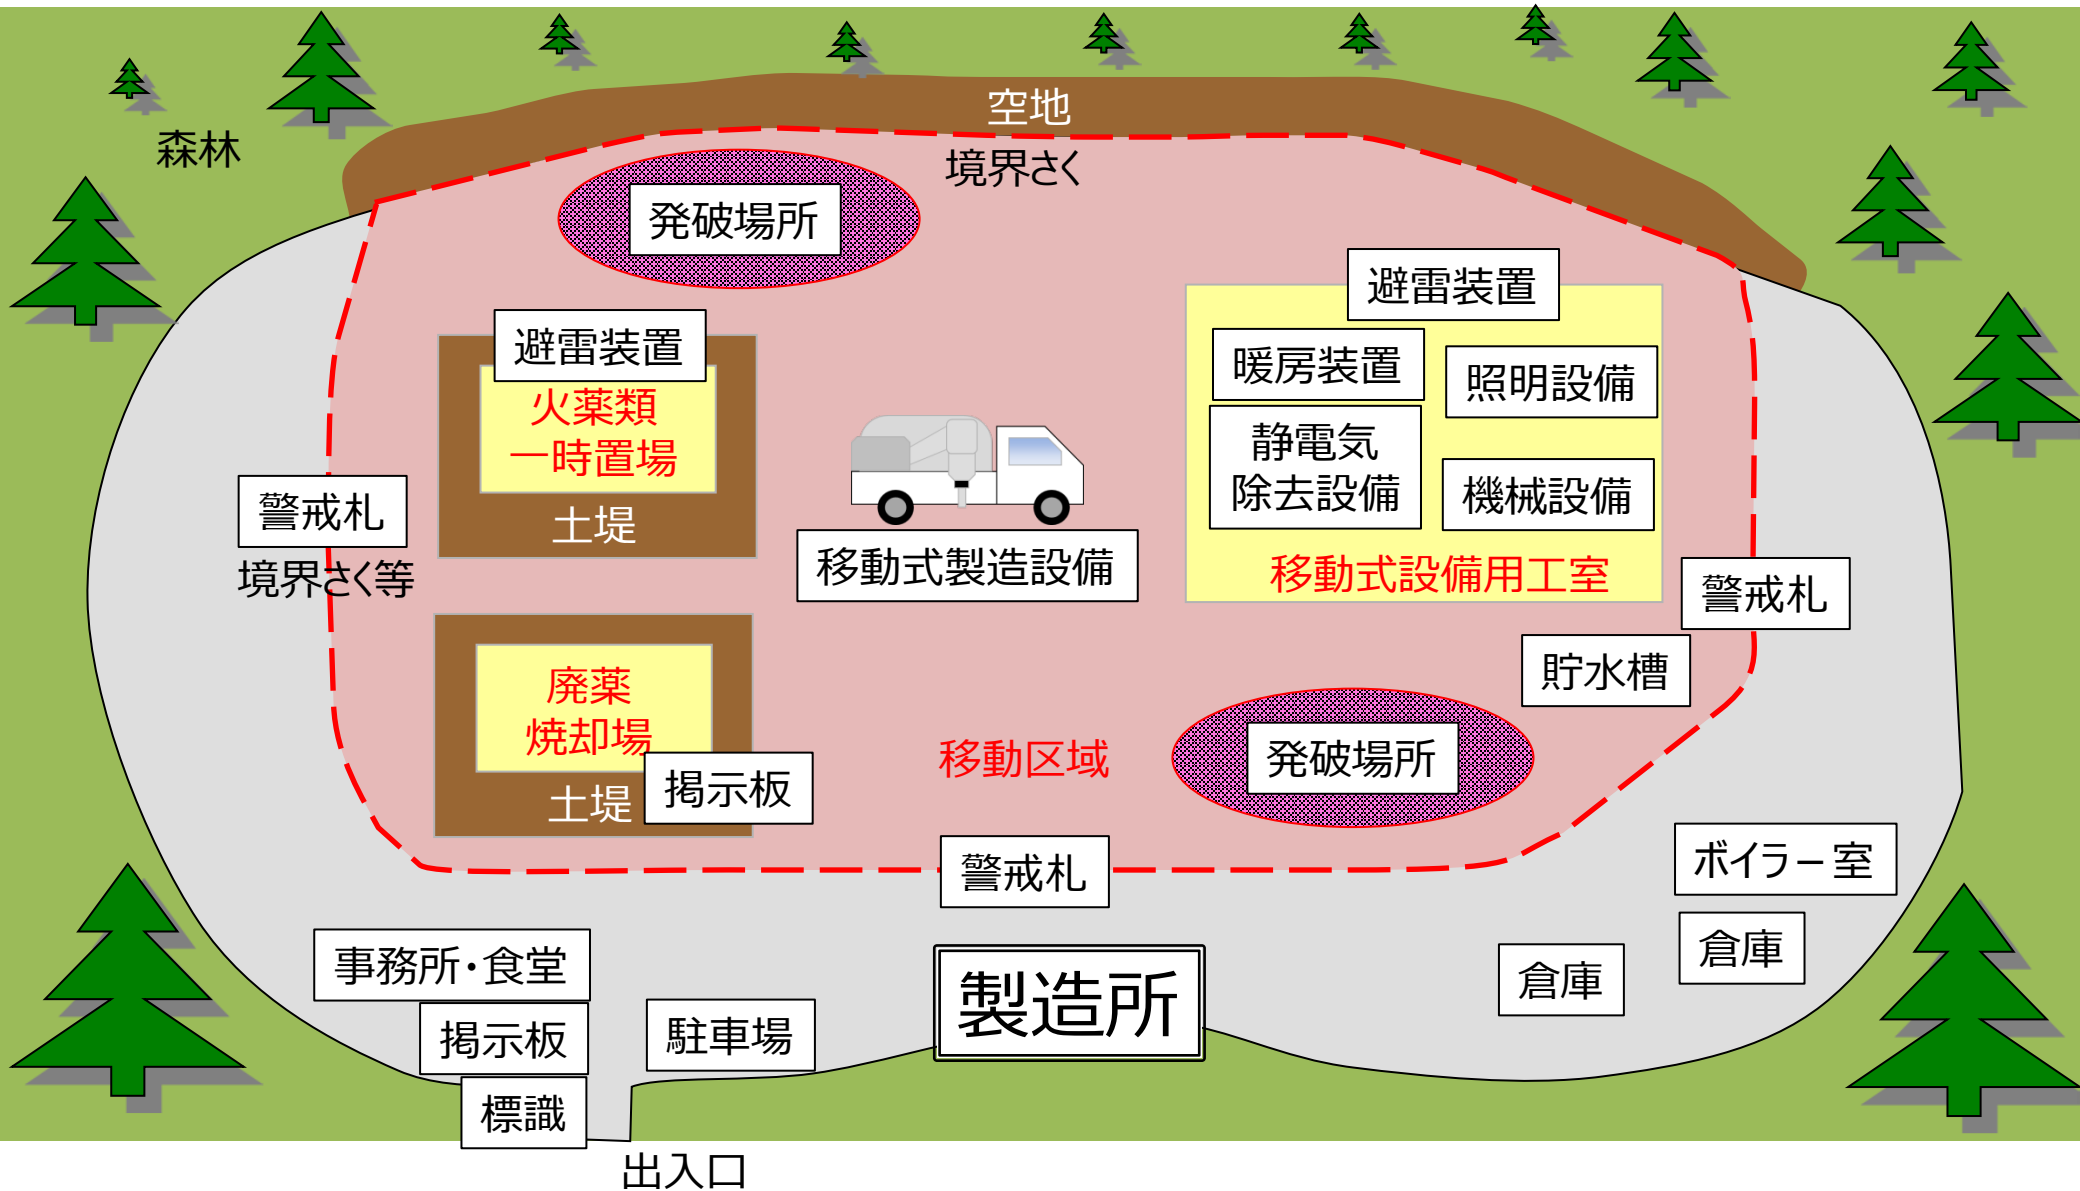 空地
森林
境界さく
発破場所
避雷装置
避雷装置
火薬類
一時置場
土堤
暖房装置
照明設備
静電気
除去設備
機械設備
移動式設備用工室
移動式製造設備
警戒札
境界さく等
警戒札
貯水槽
廃薬
焼却場
土堤
掲示板
移動区域
発破場所
警戒札
ボイラー室
倉庫
倉庫
事務所・食堂
掲示板
標識
駐車場
製造所
出入口